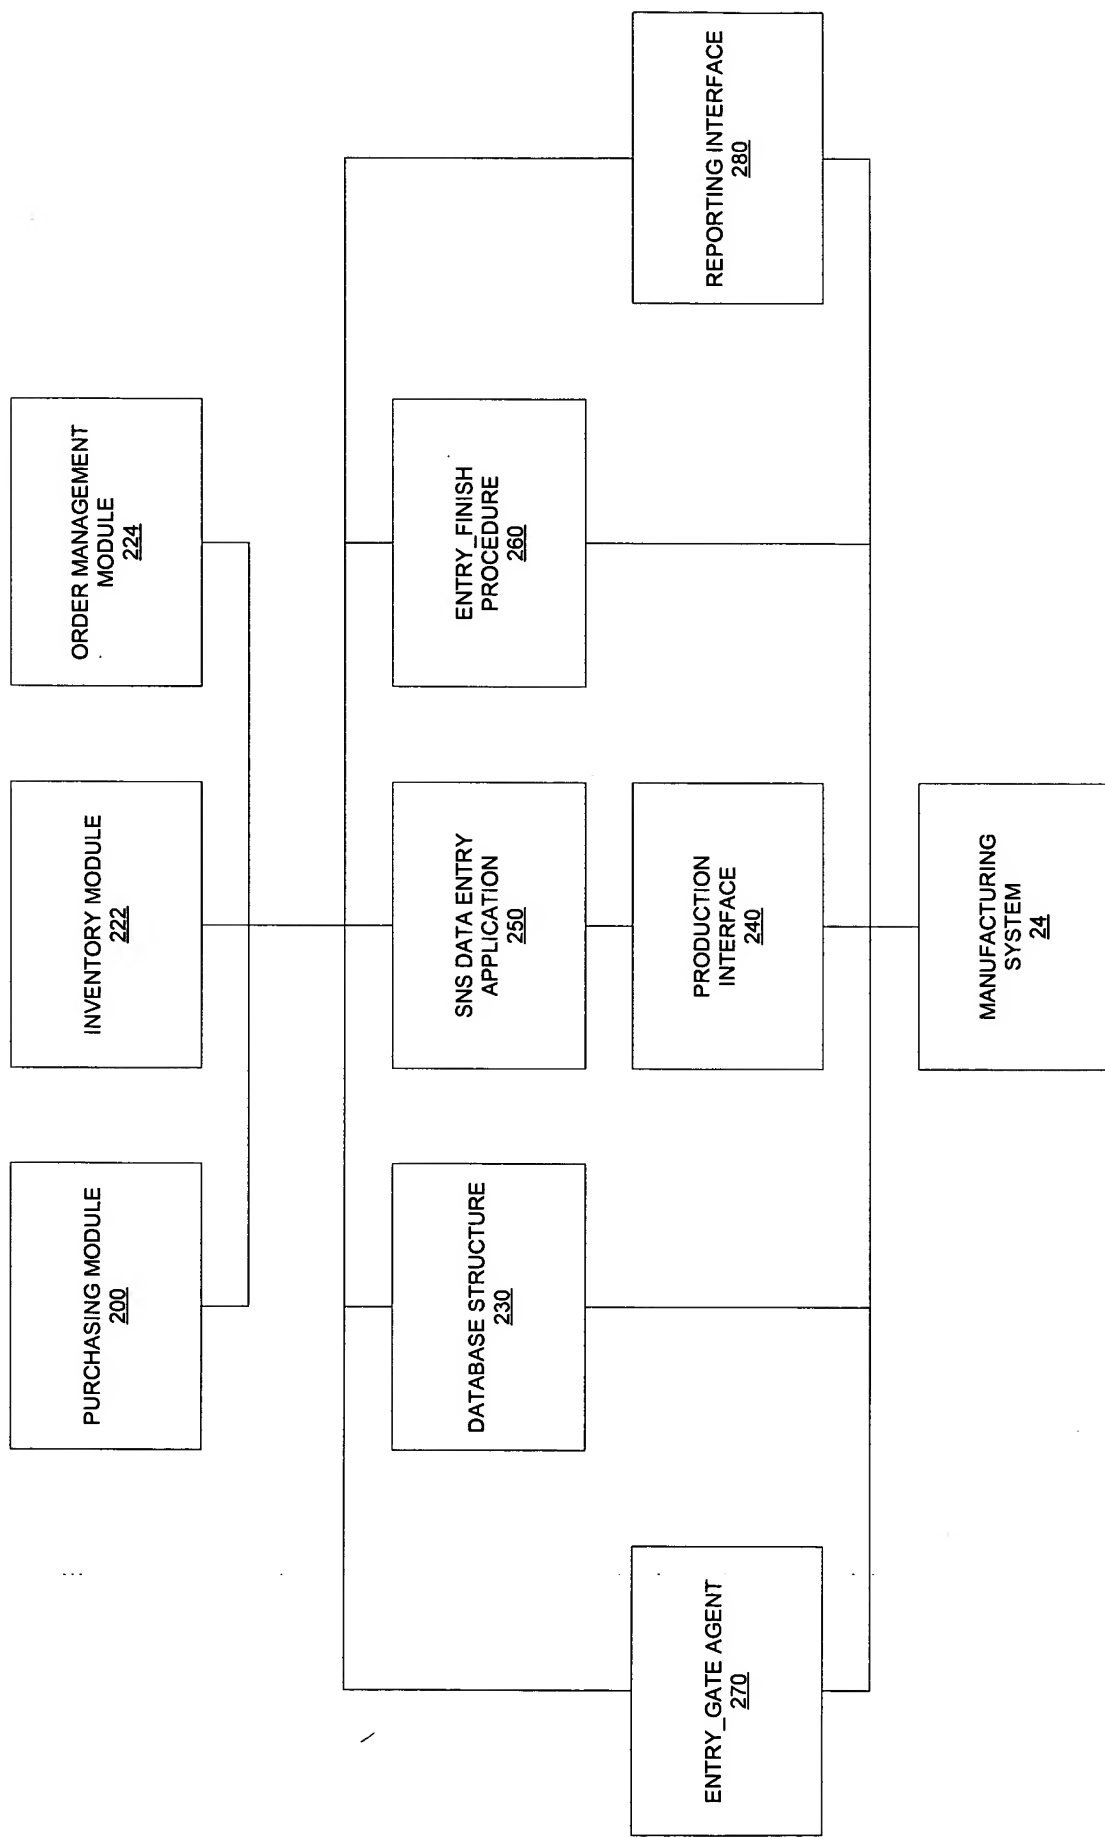 PURCHASING MODULE
200
INVENTORY MODULE
222
ORDER MANAGEMENT
MODULE
224
DATABASE STRUCTURE
230
SNS DATA ENTRY
APPLICATION
250
ENTRY_FINISH
PROCEDURE
260
ENTRY_GATE AGENT
270
PRODUCTION
INTERFACE
240
REPORTING INTERFACE
280
MANUFACTURING
SYSTEM
24